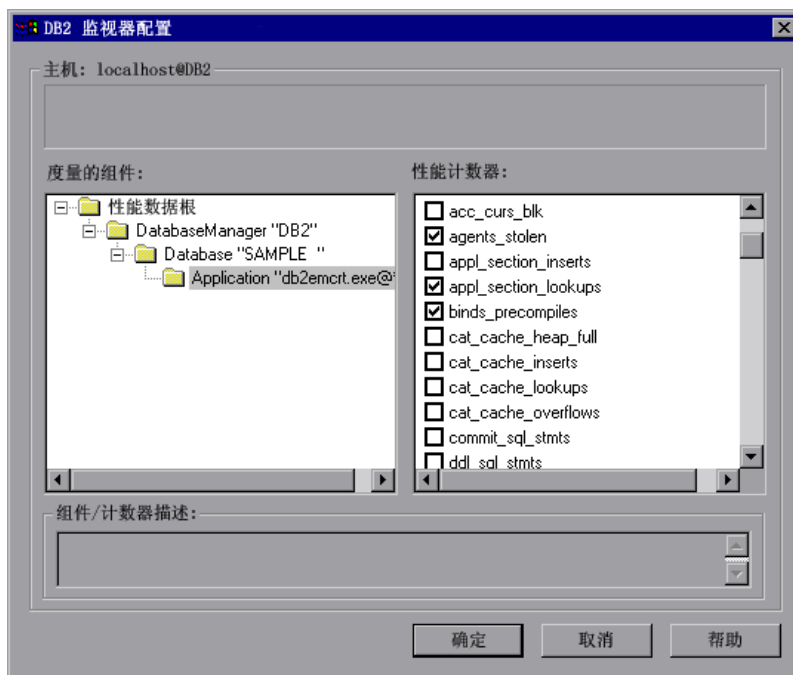 DB2 监视器配置
主机: localhost@DB2
度量的组件:
性能计数器:
性能数据根
DatabaseManager "DB2"
Database "SAMPLE "
Application "db2emcrt.exe@*
acc_curs_blk
agents_stolen
appl_section_inserts
appl_section_lookups
binds_precompiles
cat_cache_heap_full
cat_cache_inserts
cat_cache_lookups
cat_cache_overflows
commit_sql_stmts
ddl_sql_stmts
组件/计数器描述:
确定
取消
帮助